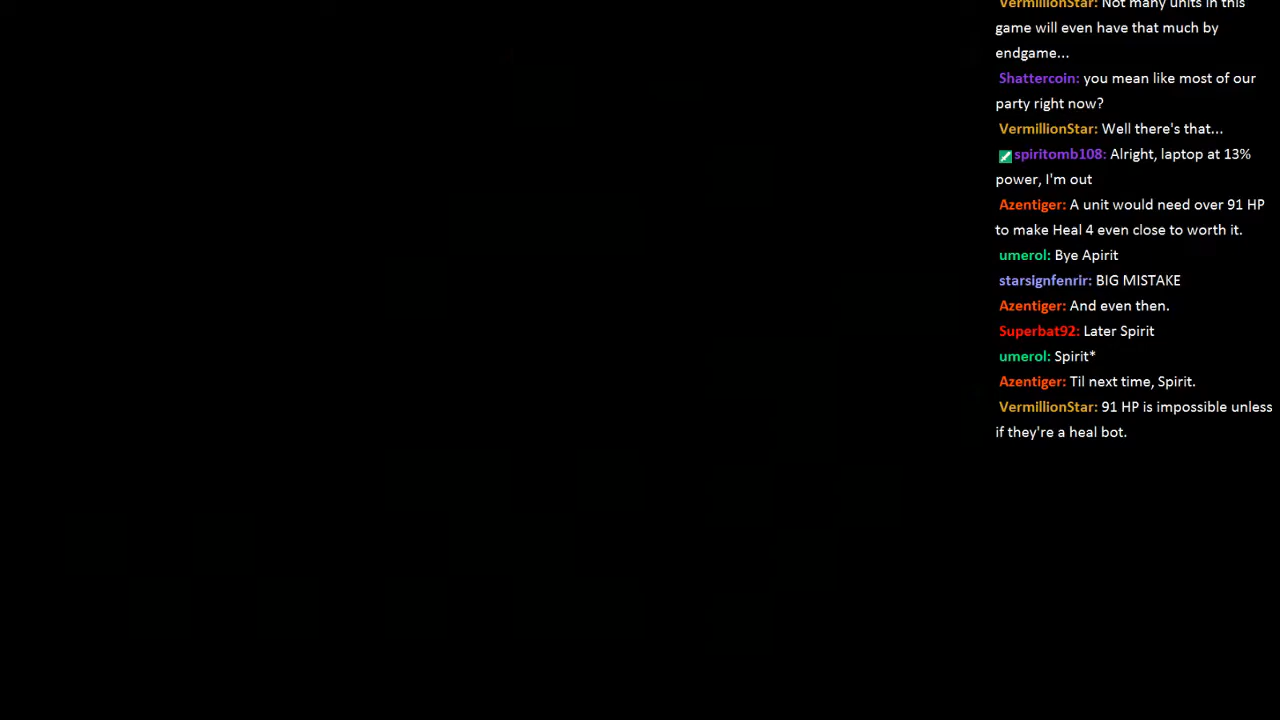 VermillionStar: Not many units in this
game will even have that much by
endgame...
Shattercoin: you mean like most of our
party right now?
VermillionStar: Well there's that...
spiritomb108: Alright, laptop at 13%
power, I'm out
Azentiger: A unit would need over 91 HP
to make Heal 4 even close to worth it.
umerol: Bye Apirit
starsignfenrir: BIG MISTAKE
Azentiger: And even then.
Superbat92: Later Spirit
umerol: Spirit*
Azentiger: Til next time, Spirit.
VermillionStar: 91 HP is impossible unless
if they're a heal bot.